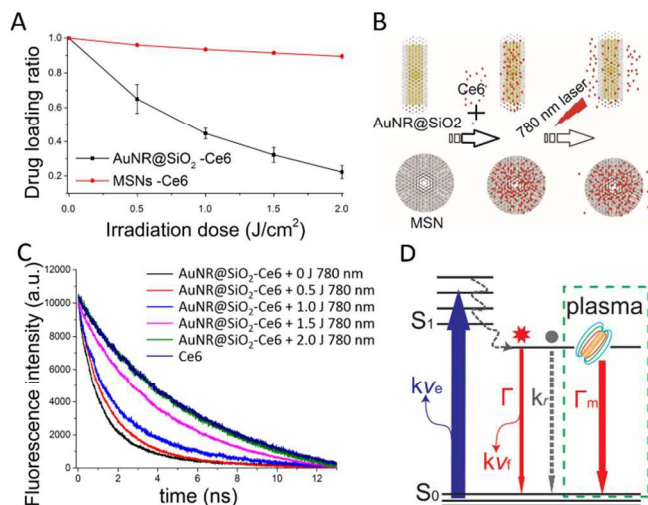 A
Drug loading ratio
1.0
0.8
0.6
0.4
0.2
0.0
0.5
1.0
1.5
2.0
AuNR@SiO₂ -Ce6
MSNs -Ce6
Irradiation dose (J/cm²)
B
Ce6
+
780 nm laser
AuNR@SiO2
MSN
C
Fluorescence intensity (a.u.)
12000
10000
8000
6000
4000
2000
0
0
2
4
6
8
10
12
AuNR@SiO₂-Ce6 + 0 J 780 nm
AuNR@SiO₂-Ce6 + 0.5 J 780 nm
AuNR@SiO₂-Ce6 + 1.0 J 780 nm
AuNR@SiO₂-Ce6 + 1.5 J 780 nm
AuNR@SiO₂-Ce6 + 2.0 J 780 nm
Ce6
time (ns)
D
S₁
plasma
kνₑ
Γ
kν_f
kᵣ
Γₘ
S₀